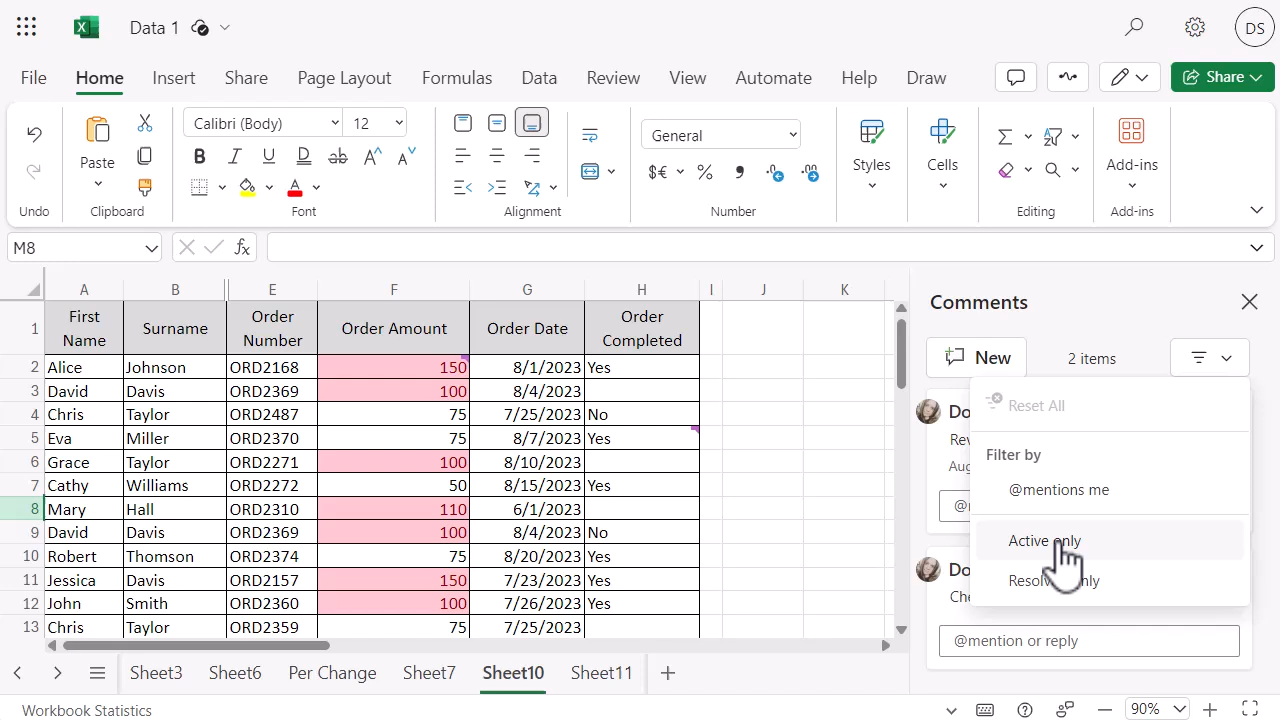 Data 1
DS
File Home Insert Share Page Layout Formulas Data Review View Automate Help Draw
Share
Calibri (Body) 12
General
Paste
Styles
Cells
Add-ins
Undo Clipboard Font Alignment Number Editing Add-ins
M8
fx
A B E F G H I J K
1 First Name Surname Order Number Order Amount Order Date Order Completed
2 Alice Johnson ORD2168 150 8/1/2023 Yes
3 David Davis ORD2369 100 8/4/2023
4 Chris Taylor ORD2487 75 7/25/2023 No
5 Eva Miller ORD2370 75 8/7/2023 Yes
6 Grace Taylor ORD2271 100 8/10/2023
7 Cathy Williams ORD2272 50 8/15/2023 Yes
8 Mary Hall ORD2310 110 6/1/2023
9 David Davis ORD2369 100 8/4/2023 No
10 Robert Thomson ORD2374 75 8/20/2023 Yes
11 Jessica Davis ORD2157 150 7/23/2023 Yes
12 John Smith ORD2360 100 7/26/2023 Yes
13 Chris Taylor ORD2359 75 7/25/2023
Comments
New 2 items
Reset All
Filter by
@mentions me
Active only
only
@mention or reply
Sheet3 Sheet6 Per Change Sheet7 Sheet10 Sheet11
Workbook Statistics
90%